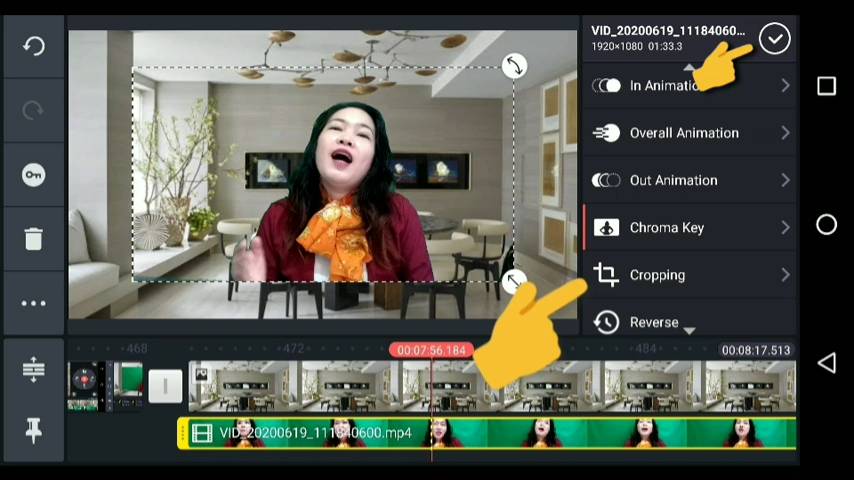 VID_20200619_11184060...
1920×1080 01:33.3
In Animatio
Overall Animation
Out Animation
Chroma Key
Cropping
Reverse
468
472
00:07:56.184
484
00:08:17.513
VID_20200619_111840600.mp4